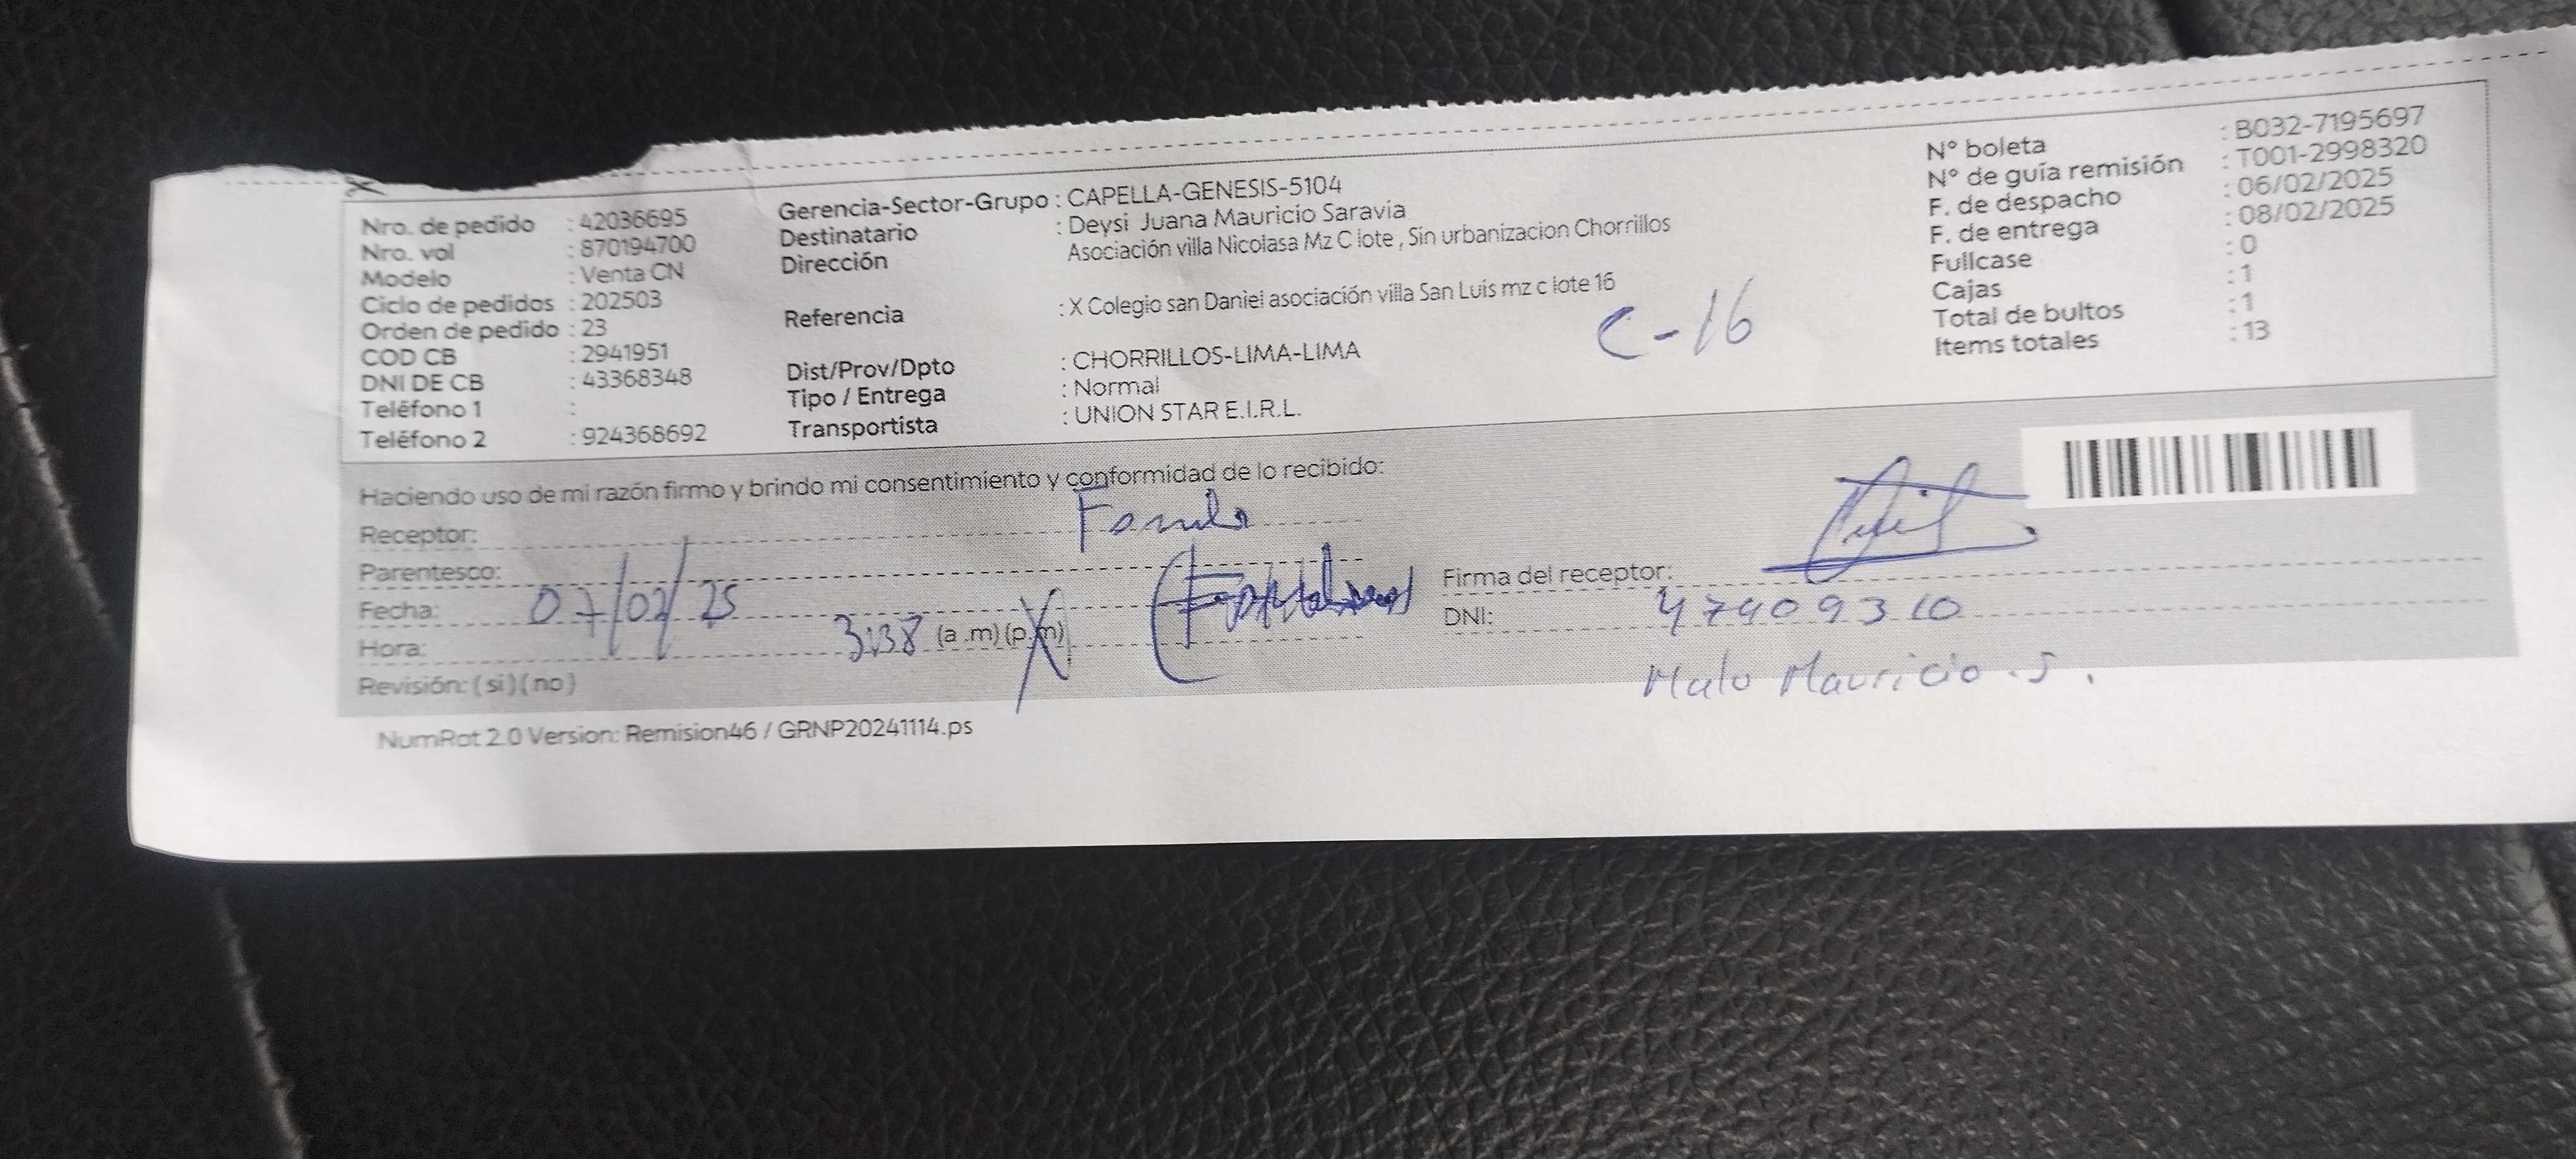 Nro. de pedido : 42036695
Nro. vol : 870194700
Modelo : Venta CN
Ciclo de pedidos : 202503
Orden de pedido : 23
COD CB : 2941951
DNI DE CB : 43368348
Teléfono 1 :
Teléfono 2 : 924368692
Gerencia-Sector-Grupo : CAPELLA-GENESIS-5104
Destinatario : Deysi Juana Mauricio Saravia
Dirección Asociación villa Nicolasa Mz C lote , Sin urbanizacion Chorrillos
Referencia : X Colegio san Daniel asociación villa San Luis mz c lote 16
C-16
Dist/Prov/Dpto : CHORRILLOS-LIMA-LIMA
Tipo / Entrega : Normal
Transportista : UNION STAR E.I.R.L.
N° boleta : B032-7195697
N° de guía remisión : T001-2998320
F. de despacho : 06/02/2025
F. de entrega : 08/02/2025
Fullcase : 0
Cajas : 1
Total de bultos : 1
Items totales : 13
Haciendo uso de mi razón firmo y brindo mi consentimiento y conformidad de lo recibido:
Receptor:
Parentesco:
Fecha: 07/02/25
Hora: 3:38 (a .m) (p.m)
Revisión: ( si ) ( no )
Firma del receptor:
DNI: 47409310
Mauricio . S .
NumRot 2.0 Version: Remision46 / GRNP20241114.ps